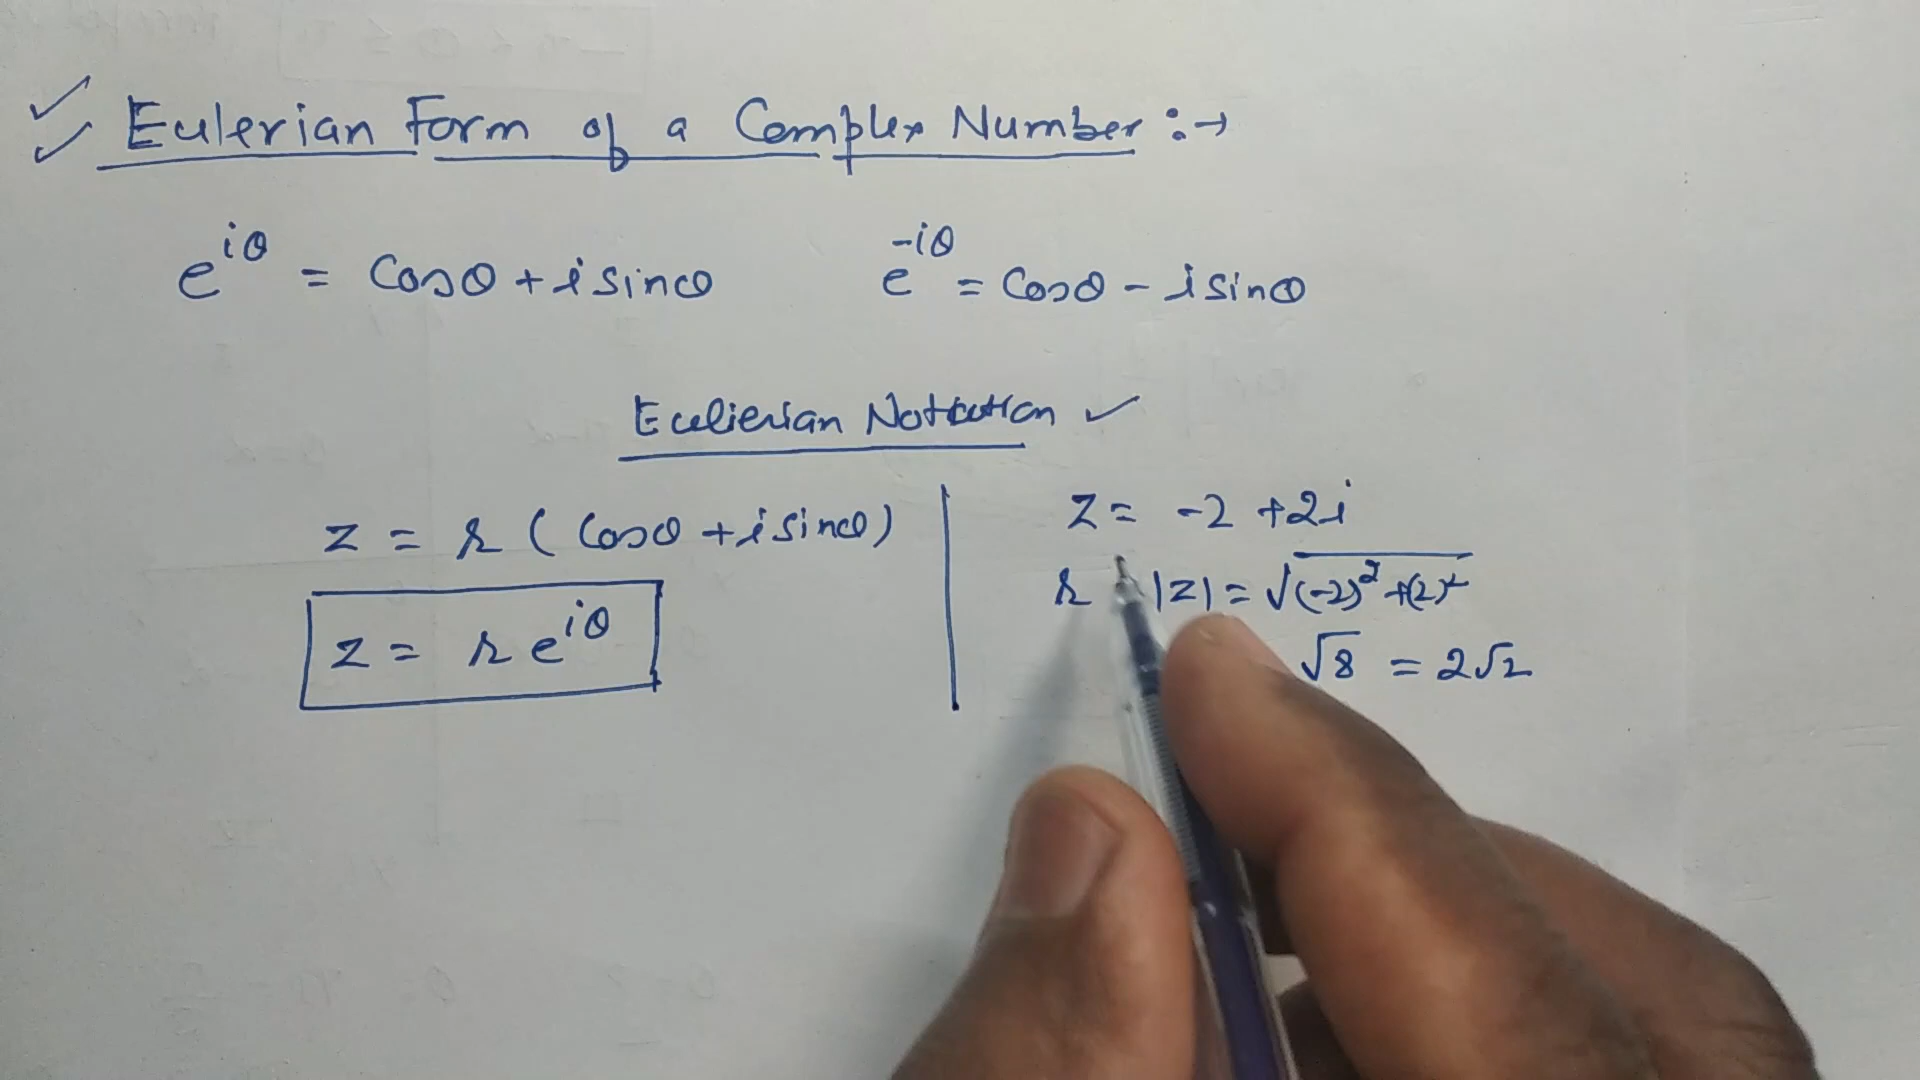 Eulerian Form of a Complex Number :→
e^{iθ} = Cosθ + i sinθ
e^{-iθ} = Cosθ - i sinθ
Eulierian Notation ✓
z = r ( Cosθ + i sinθ )
z = r e^{iθ}
z = -2 + 2i
r |z| = √(-2)² + (2)²
√8 = 2√2